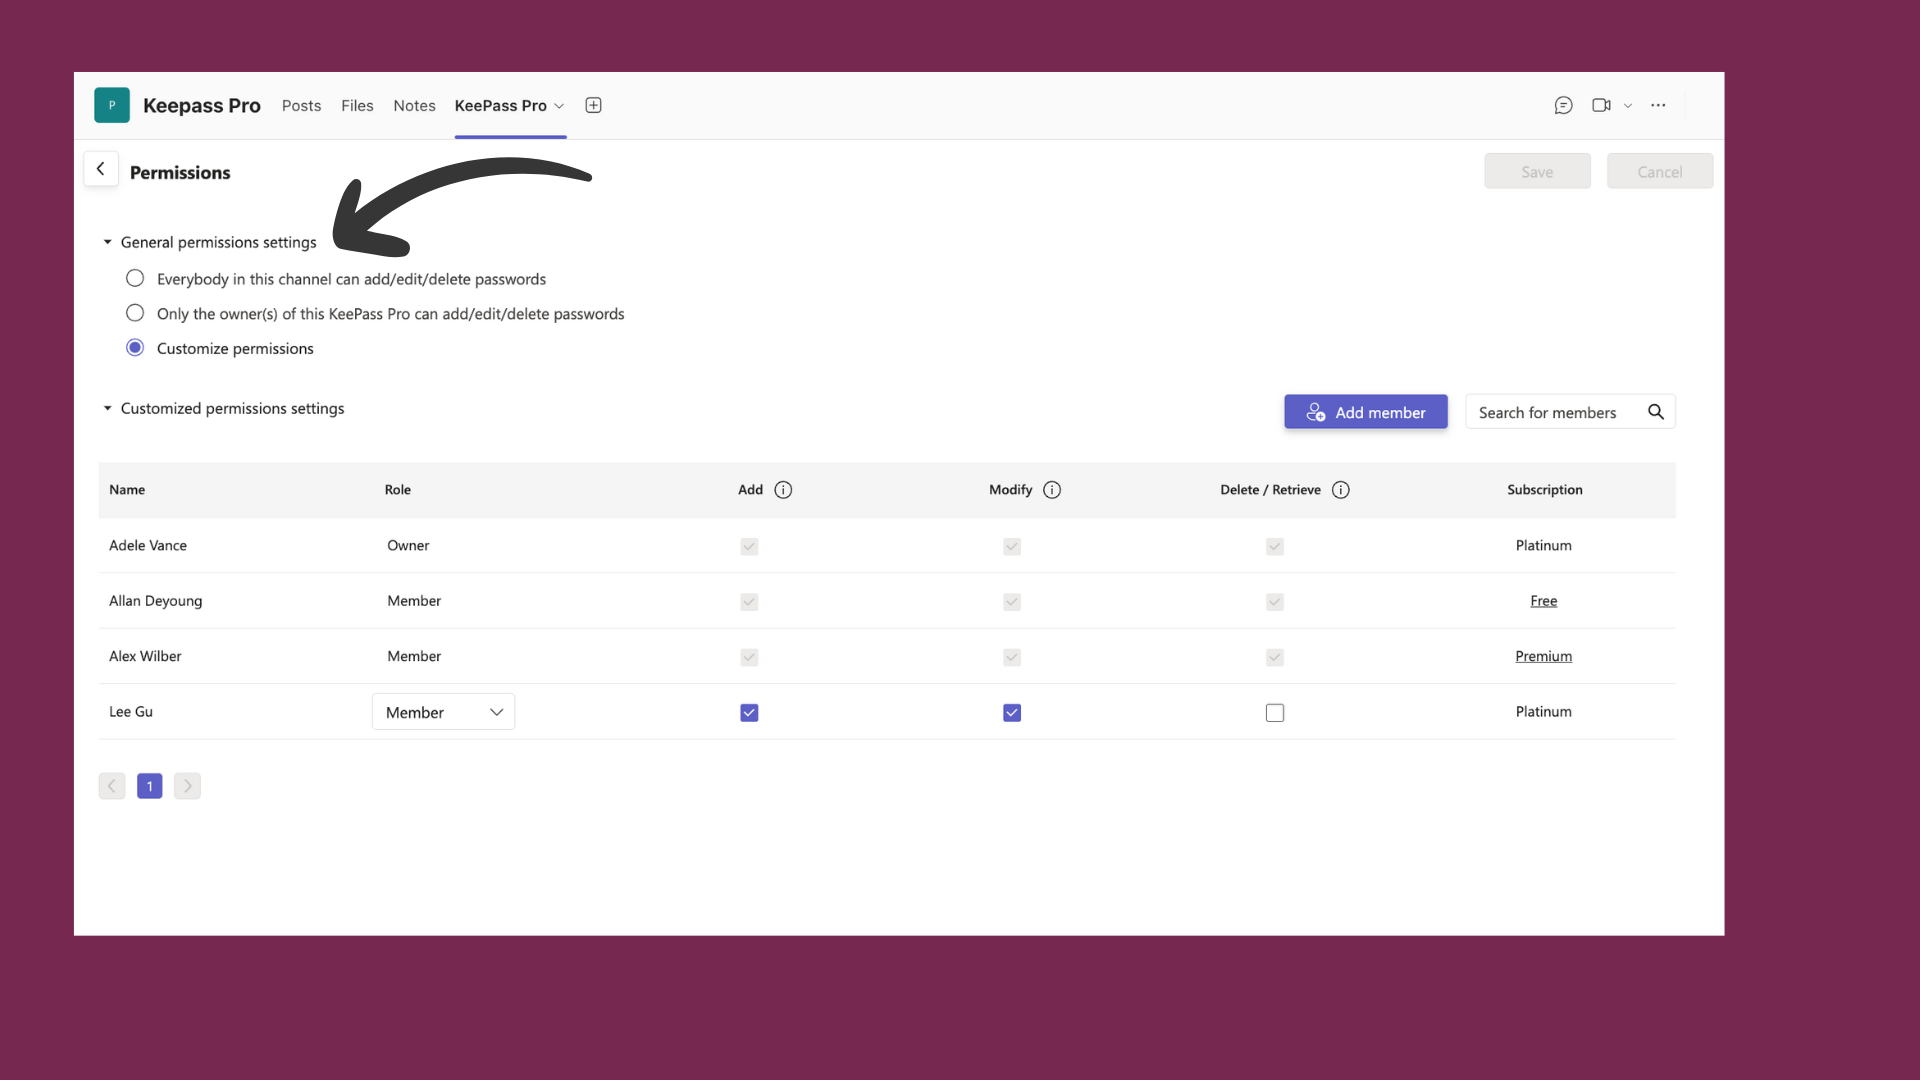 P Keepass Pro Posts Files Notes KeePass Pro
Permissions Save Cancel
General permissions settings
Everybody in this channel can add/edit/delete passwords
Only the owner(s) of this KeePass Pro can add/edit/delete passwords
Customize permissions
Customized permissions settings Add member Search for members
Name Role Add Modify Delete / Retrieve Subscription
Adele Vance Owner Platinum
Allan Deyoung Member Free
Alex Wilber Member Premium
Lee Gu Member Platinum
1